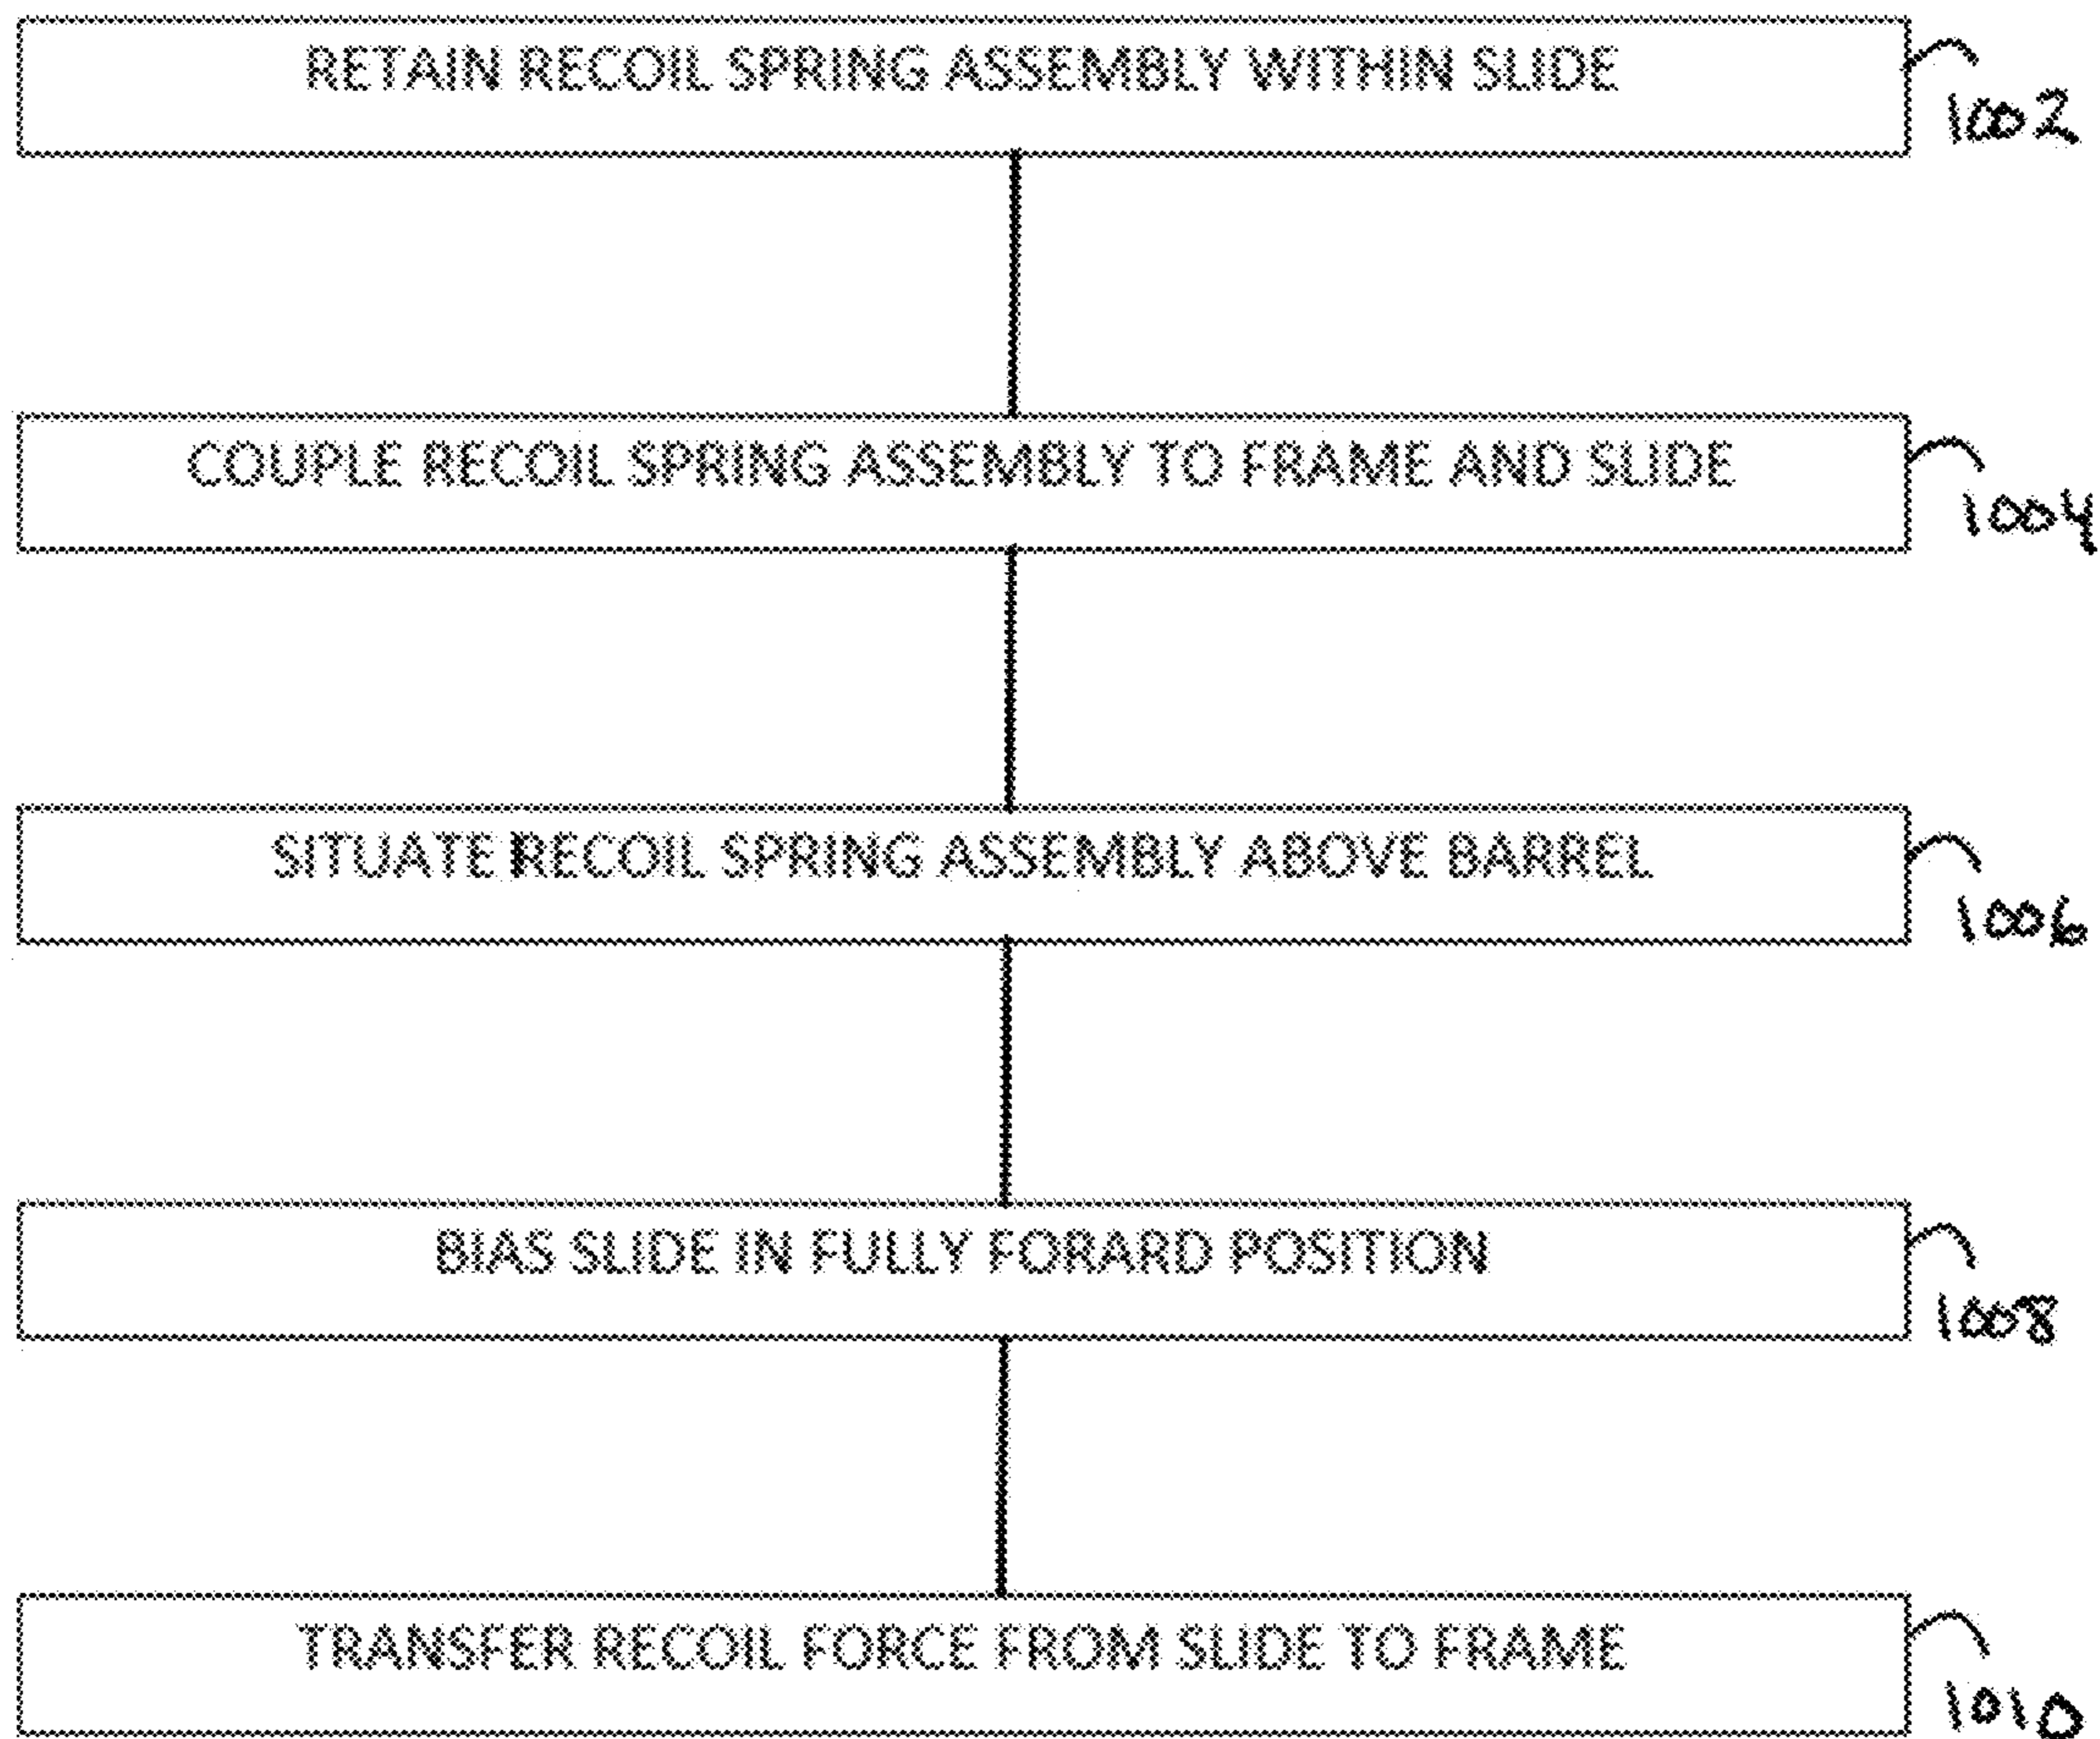 RETAIN RECOIL SPRING ASSEMBLY WITHIN SLIDE
1002
COUPLE RECOIL SPRING ASSEMBLY TO FRAME AND SLIDE
1004
SITUATE RECOIL SPRING ASSEMBLY ABOVE BARREL
1006
BIAS SLIDE IN FULLY FORARD POSITION
1008
TRANSFER RECOIL FORCE FROM SLIDE TO FRAME
1010